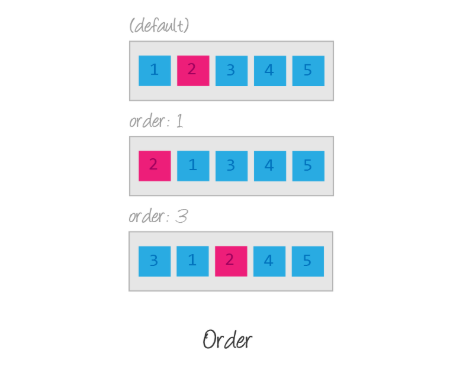 (default)
1 2 3 4 5
order: 1
2 1 3 4 5
order: 3
3 1 2 4 5
Order